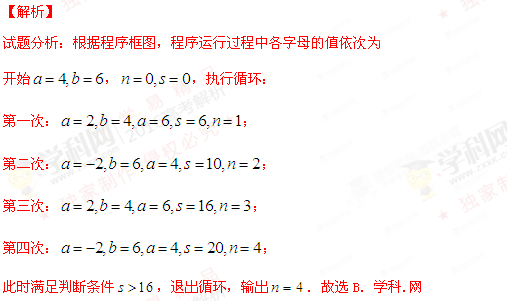 【解析】
试题分析：根据程序框图，程序运行过程中各字母的值依次为
开始a=4,b=6，n=0,s=0，执行循环：
第一次：a=2,b=4,a=6,s=6,n=1；
第二次：a=-2,b=6,a=4,s=10,n=2；
第三次：a=2,b=4,a=6,s=16,n=3；
第四次：a=-2,b=6,a=4,s=20,n=4；
此时满足判断条件s>16，退出循环，输出n=4．故选B．学科.网